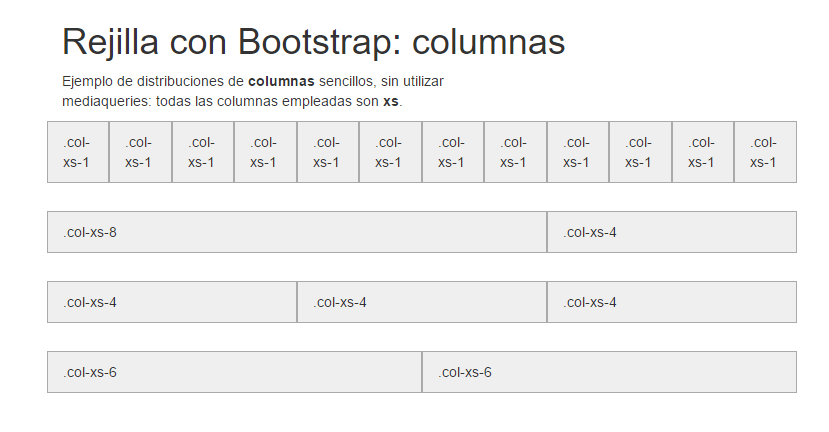 Rejilla con Bootstrap: columnas
Ejemplo de distribuciones de columnas sencillos, sin utilizar
mediaqueries: todas las columnas empleadas son xs.
.col- .col- .col- .col- .col- .col- .col- .col- .col- .col- .col- .col-
xs-1 xs-1 xs-1 xs-1 xs-1 xs-1 xs-1 xs-1 xs-1 xs-1 xs-1 xs-1
.col-xs-8 .col-xs-4
.col-xs-4 .col-xs-4 .col-xs-4
.col-xs-6 .col-xs-6